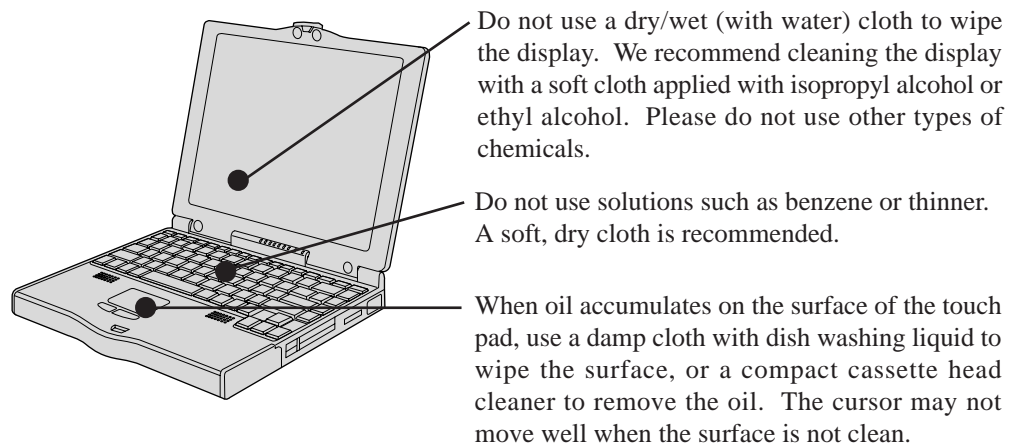 Do not use a dry/wet (with water) cloth to wipe
the display. We recommend cleaning the display
with a soft cloth applied with isopropyl alcohol or
ethyl alcohol. Please do not use other types of
chemicals.
Do not use solutions such as benzene or thinner.
A soft, dry cloth is recommended.
When oil accumulates on the surface of the touch
pad, use a damp cloth with dish washing liquid to
wipe the surface, or a compact cassette head
cleaner to remove the oil. The cursor may not
move well when the surface is not clean.